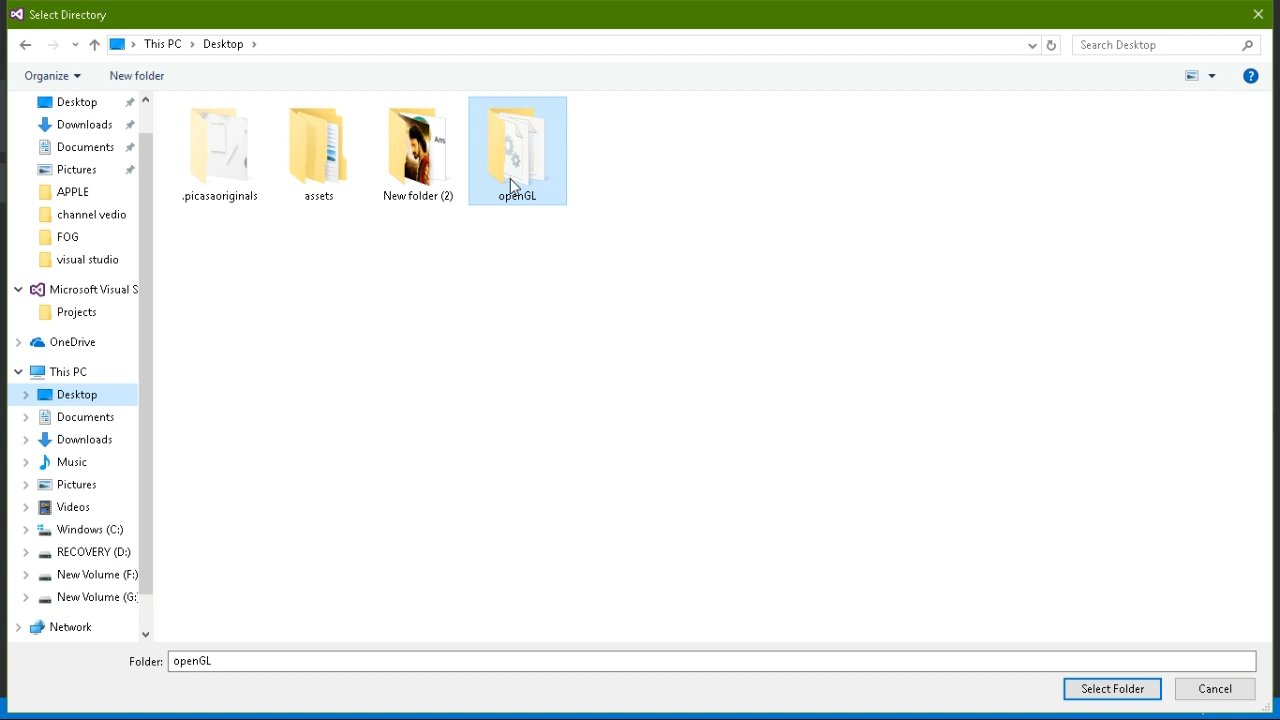 Select Directory
This PC
Desktop
Search Desktop
Organize
New folder
Desktop
Downloads
Documents
Pictures
APPLE
channel vedio
FOG
visual studio
Microsoft Visual S
Projects
OneDrive
This PC
Desktop
Documents
Downloads
Music
Pictures
Videos
Windows (C:)
RECOVERY (D:)
New Volume (F:)
New Volume (G:
Network
Ans
.picasaoriginals
assets
New folder (2)
openGL
Folder:
openGL
Select Folder
Cancel